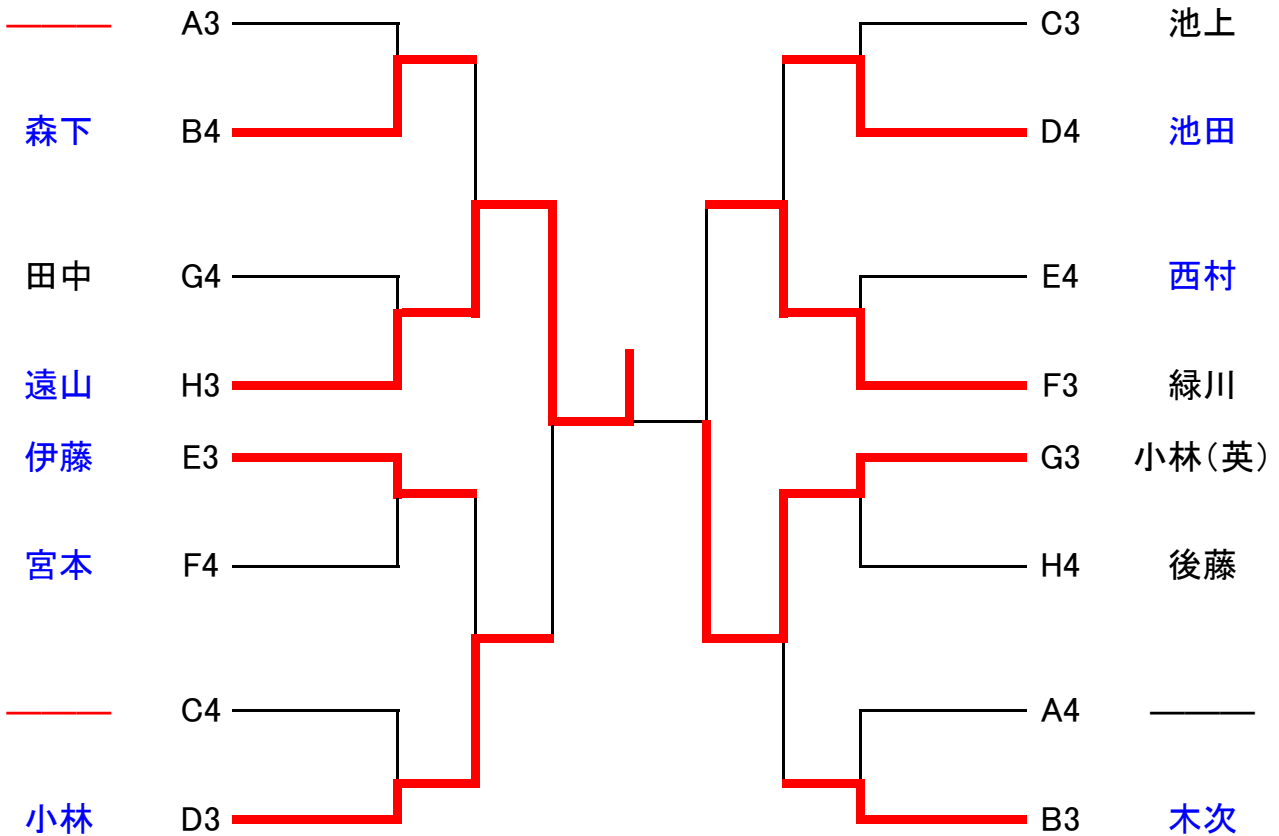 ——— A3 C3 池上
森下 B4 D4 池田
田中 G4 E4 西村
遠山 H3 F3 緑川
伊藤 E3 G3 小林（英）
宮本 F4 H4 後藤
——— C4 A4 ———
小林 D3 B3 木次